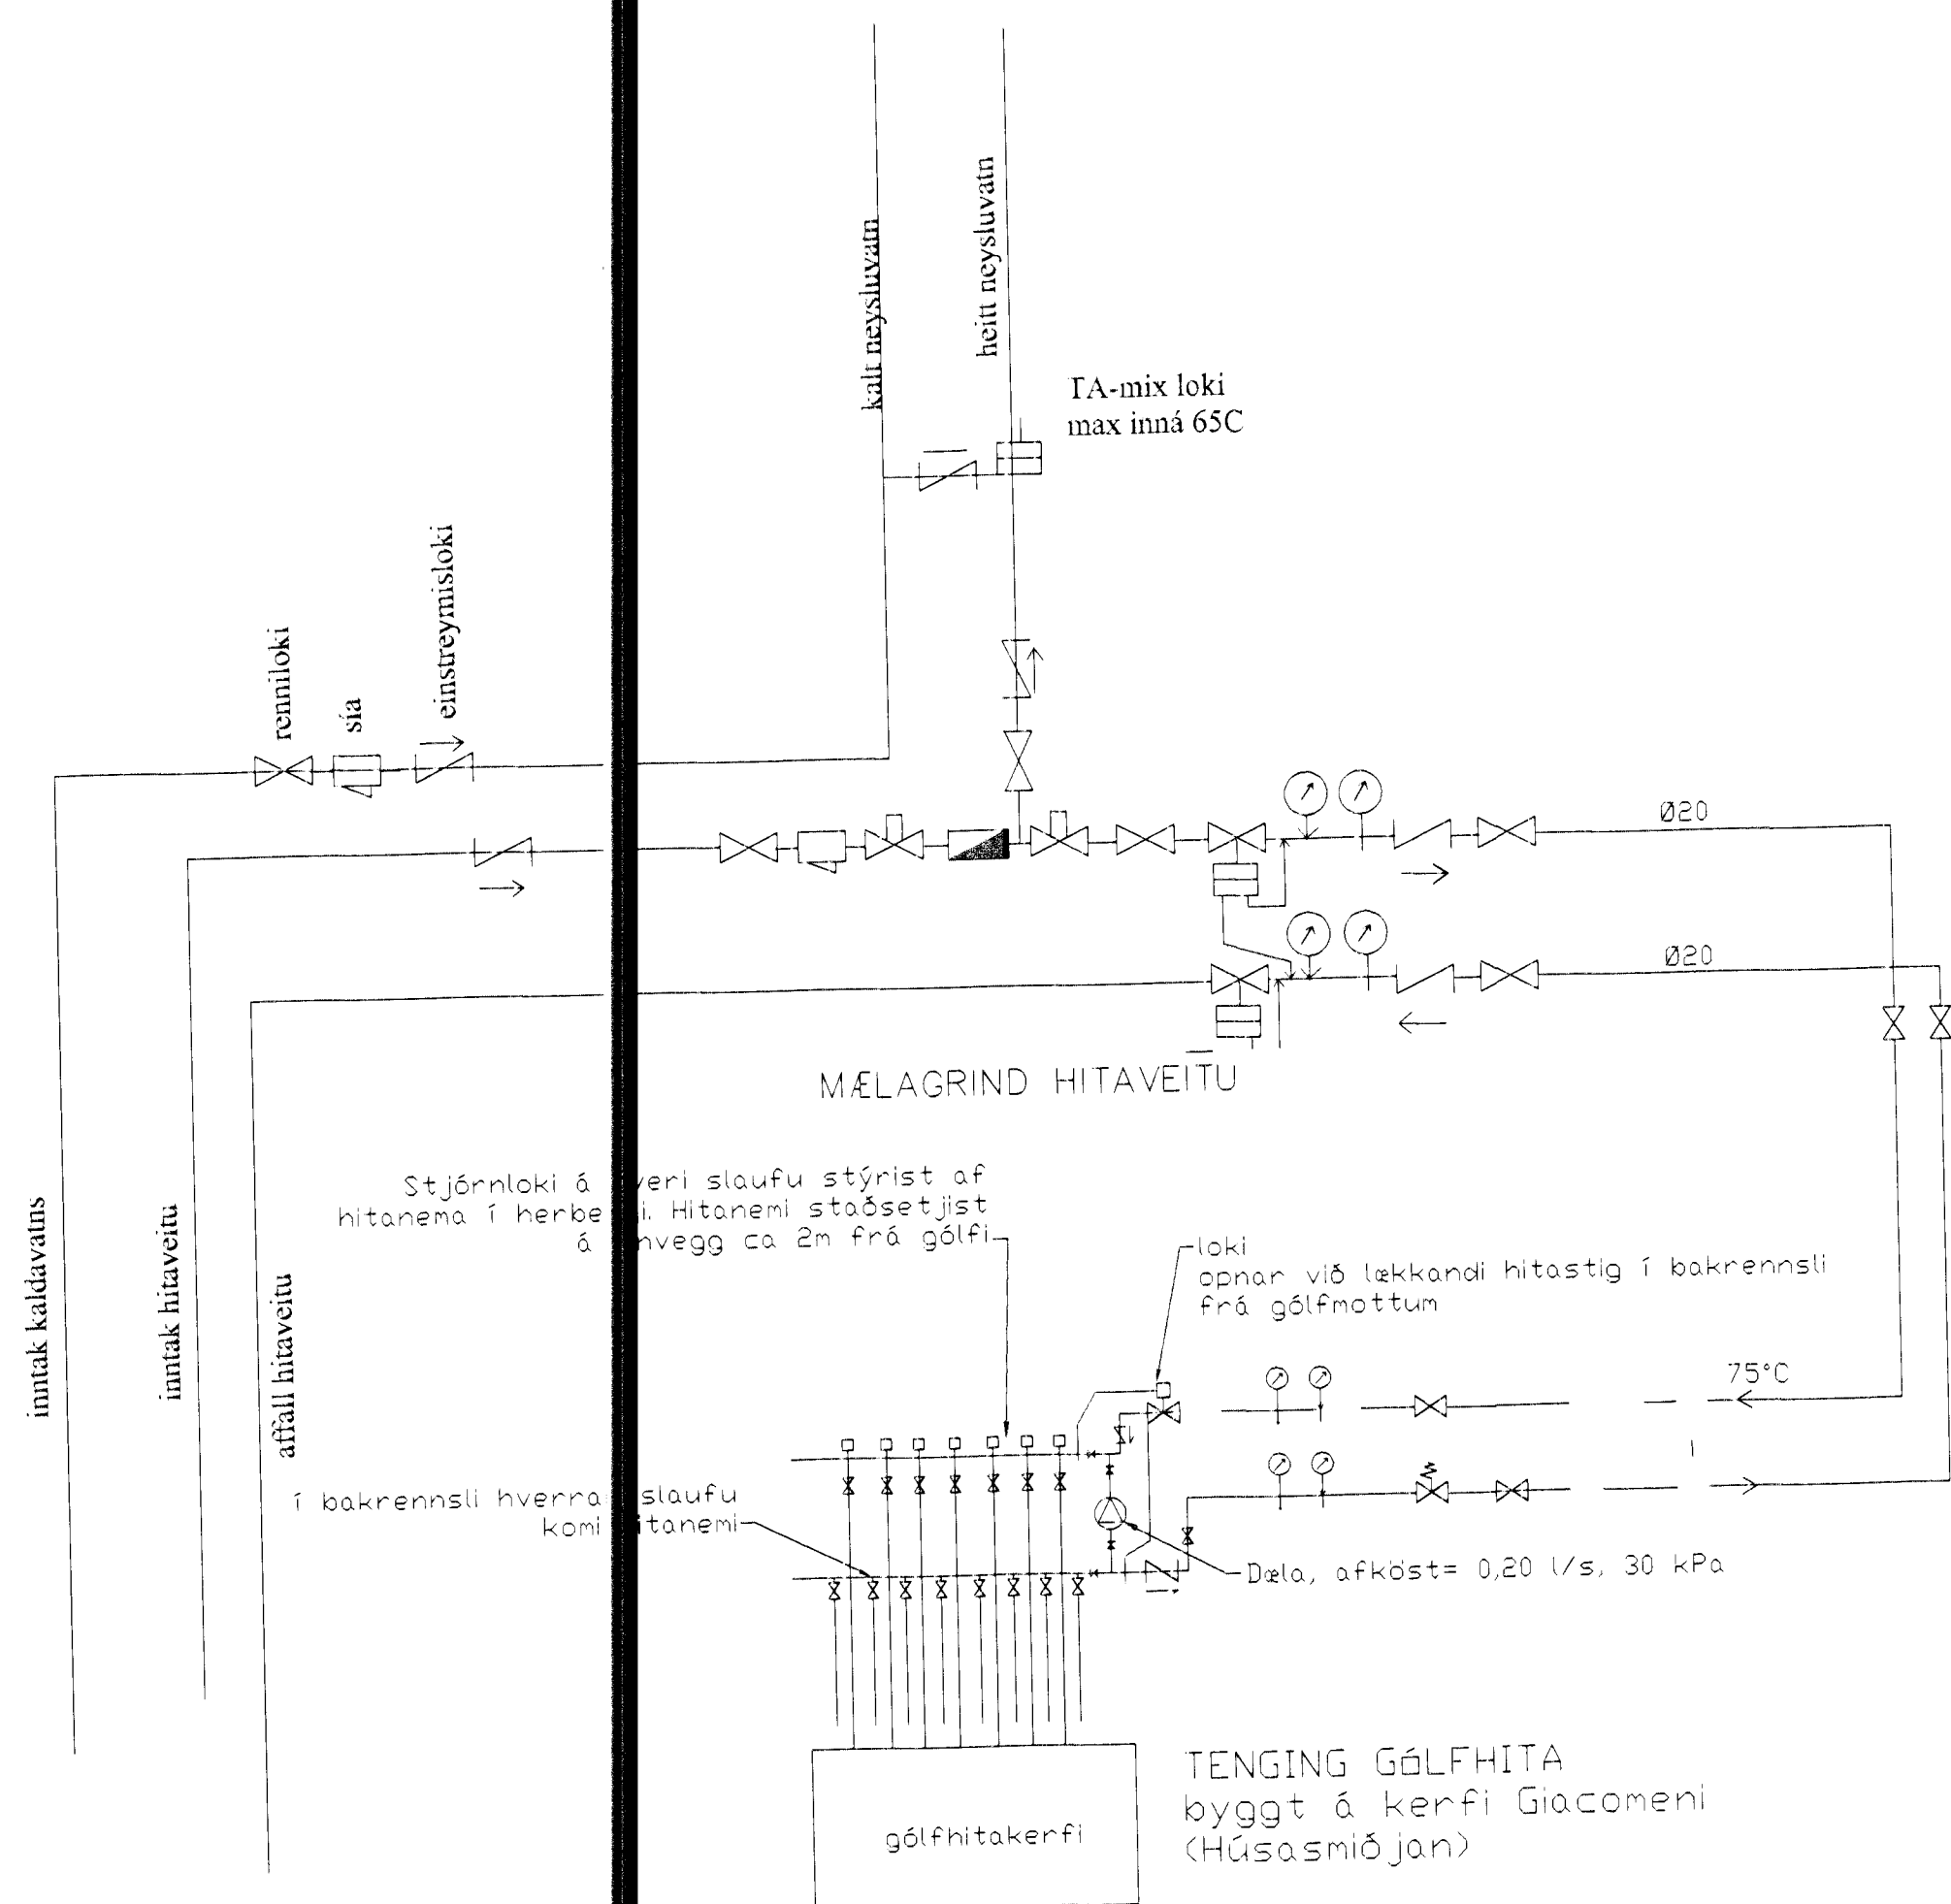 kalt neysluvatn
heitt neysluvatn
TA-mix loki
max inná 65C
renniloki
sía
einstreymisloki
Ø20
Ø20
MÆLAGRIND HITAVEITU
inntak kaldavatns
inntak hitaveitu
affall hitaveitu
Stjórnloki á veri slaufu stýrist af
hitanema í herbe i. Hitanemi staðsetjist
á nvegg ca 2m frá gólfi
loki
opnar við lækkandi hitastig í bakrennsli
frá gólfmottum
75°C
í bakrennsli hverra slaufu
komi itanemi
Dæla, afköst= 0,20 l/s, 30 kPa
TENGING GÓLFHITA
byggt á kerfi Giacomeni
(Húsasmiðjan)
gólfhitakerfi